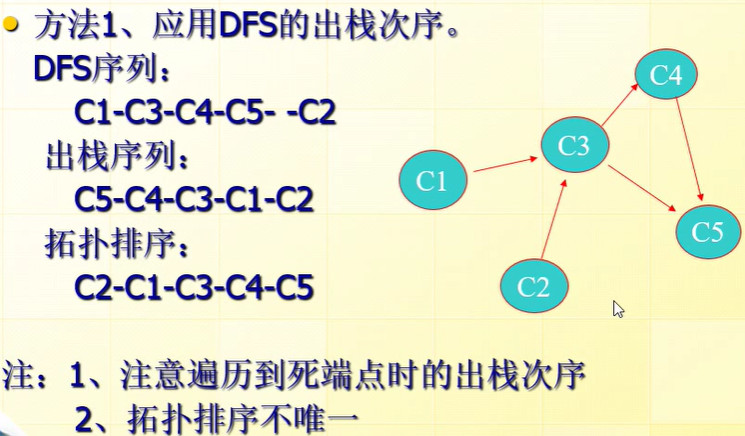 方法1、应用DFS的出栈次序。
DFS序列：
C1-C3-C4-C5- -C2
出栈序列：
C5-C4-C3-C1-C2
拓扑排序：
C2-C1-C3-C4-C5
C4
C3
C1
C5
C2
注：1、注意遍历到死端点时的出栈次序
2、拓扑排序不唯一